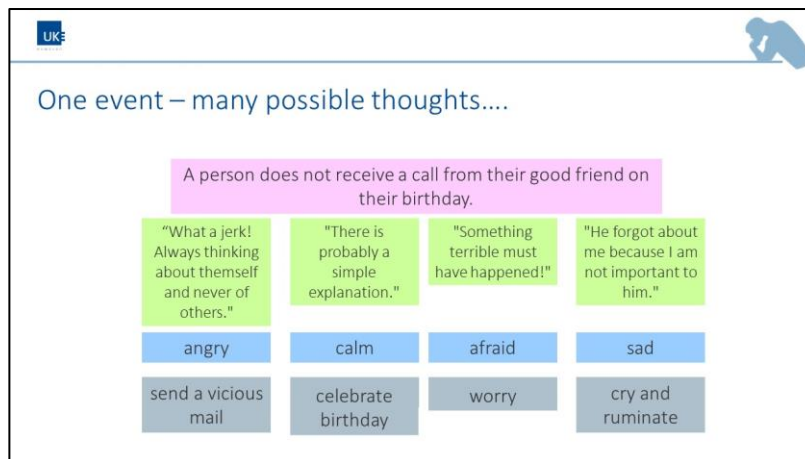 UKE
HAMBURG
One event – many possible thoughts....
A person does not receive a call from their good friend on
their birthday.
“What a jerk!
Always thinking
about themself
and never of
others."
"There is
probably a
simple
explanation."
"Something
terrible must
have happened!"
"He forgot about
me because I am
not important to
him."
angry
calm
afraid
sad
send a vicious
mail
celebrate
birthday
worry
cry and
ruminate